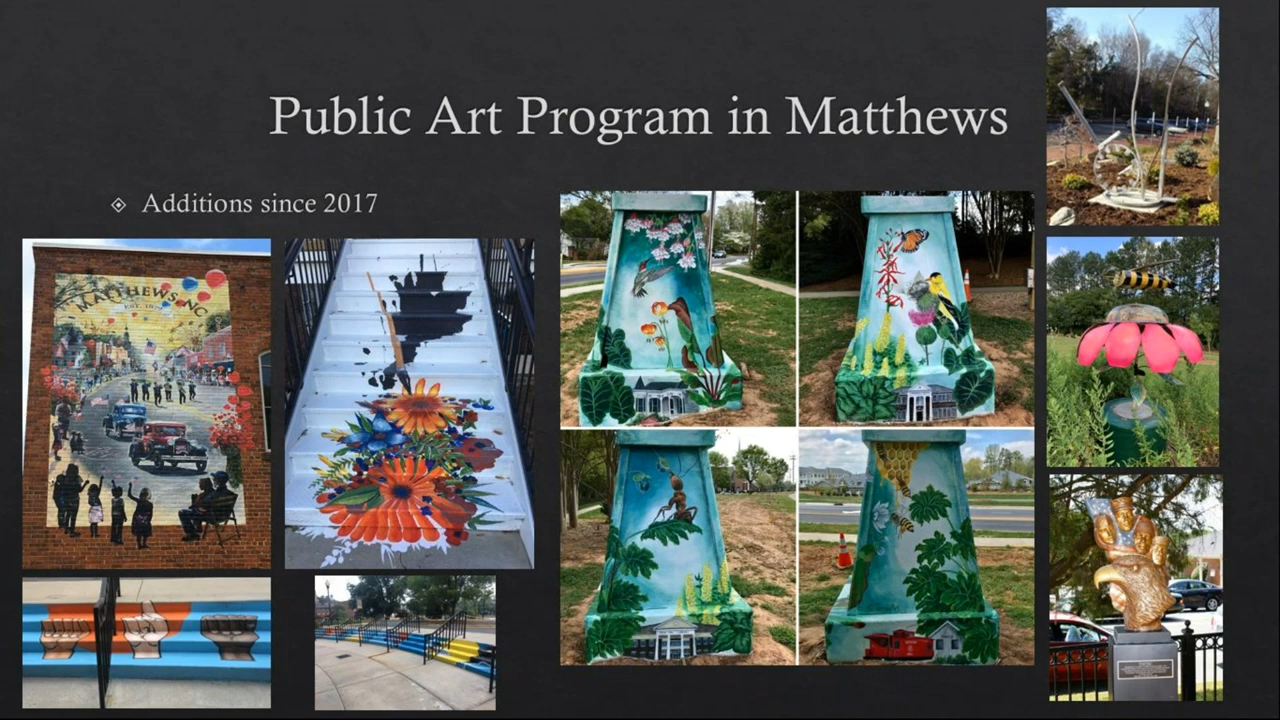 Public Art Program in Matthews
Additions since 2017
MATTHEWS, NC